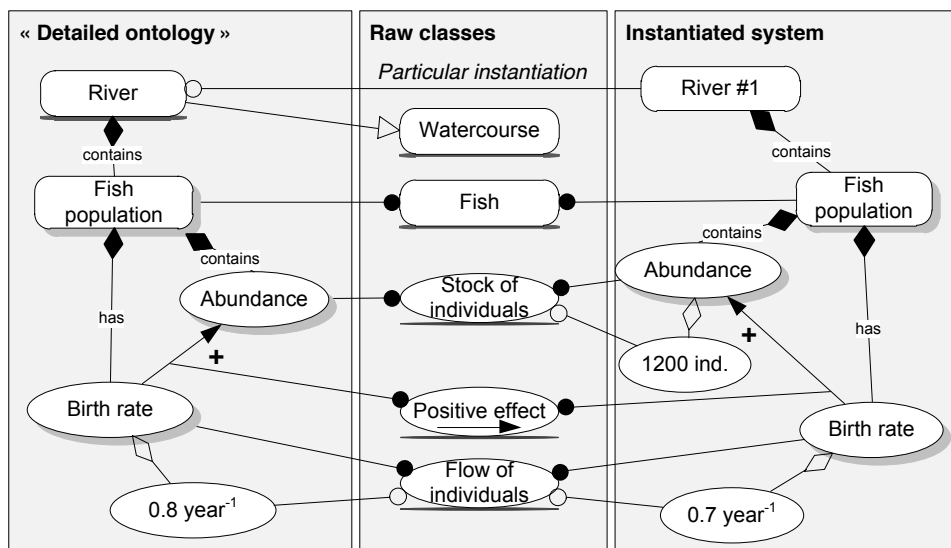 « Detailed ontology »
River
contains
Fish
population
contains
Abundance
has
+
Birth rate
0.8 year⁻¹
Raw classes
Particular instantiation
Watercourse
Fish
Stock of
individuals
Positive effect
Flow of
individuals
Instantiated system
River #1
contains
Fish
population
contains
Abundance
1200 ind.
+
has
Birth rate
0.7 year⁻¹